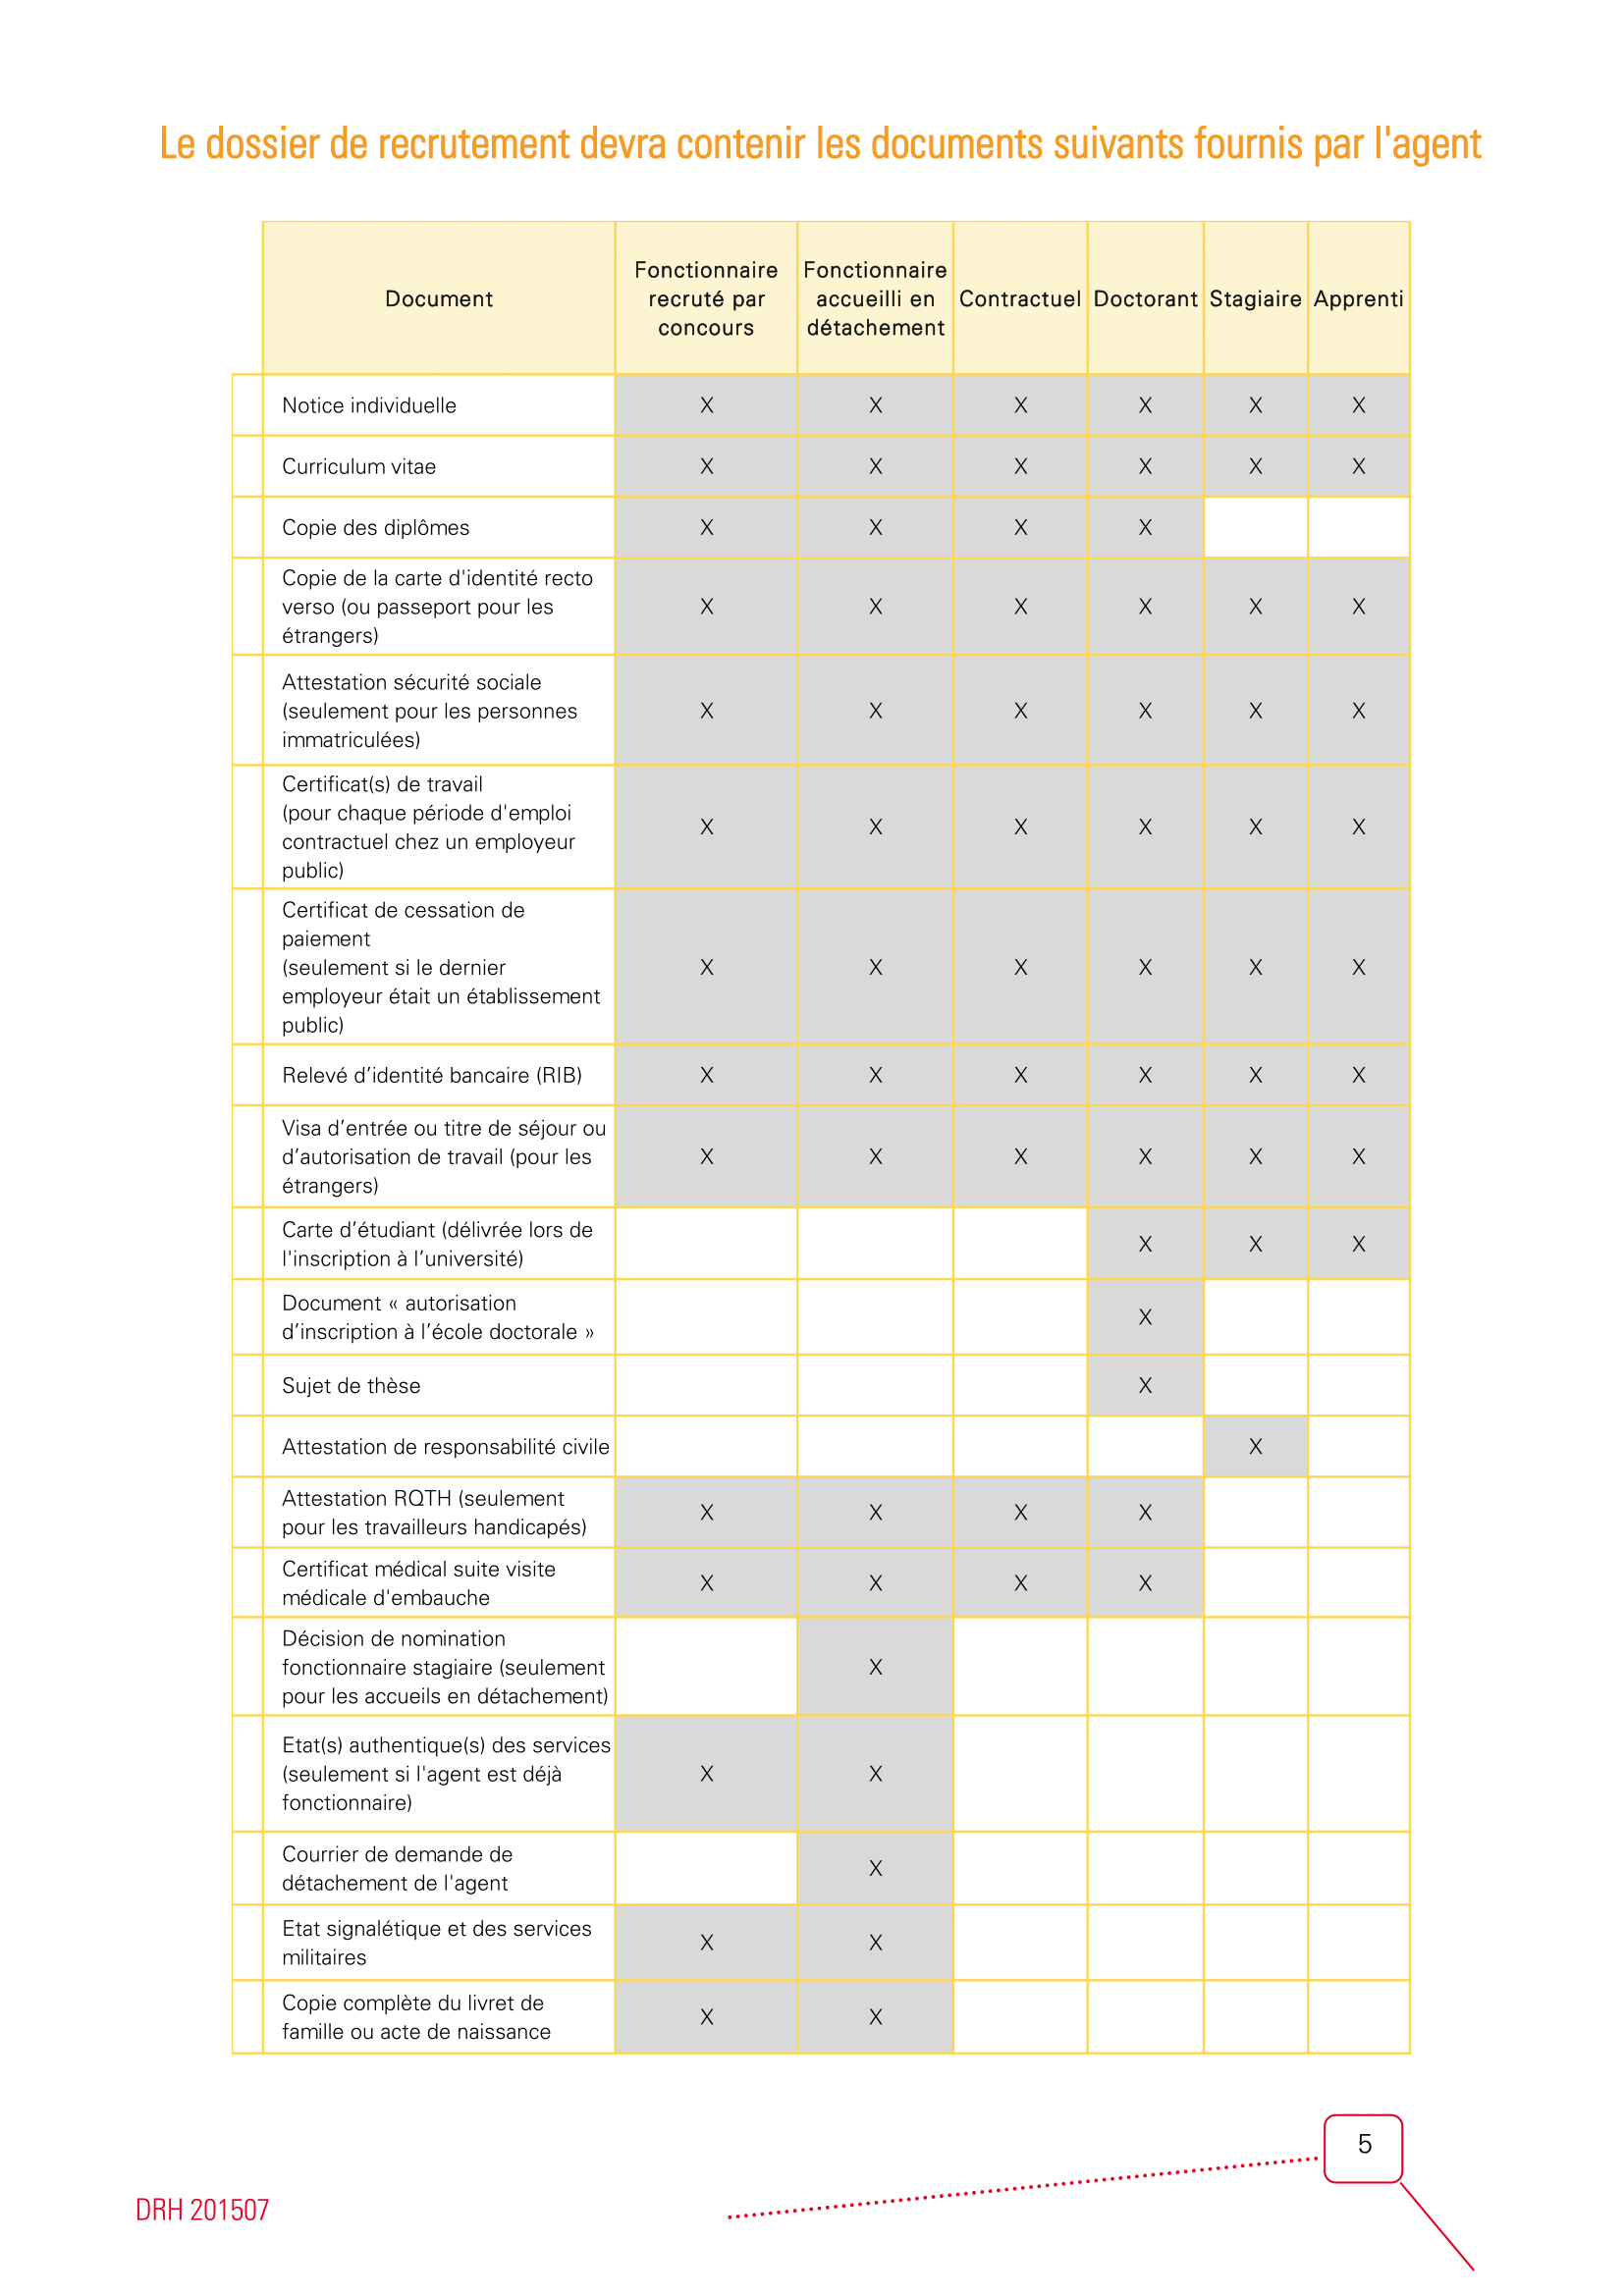 Le dossier de recrutement devra contenir les documents suivants fournis par l'agent
Document
Fonctionnaire
recruté par
concours
Fonctionnaire
accueilli en
détachement
Contractuel
Doctorant
Stagiaire
Apprenti
Notice individuelle X X X X X X
Curriculum vitae X X X X X X
Copie des diplômes X X X X
Copie de la carte d'identité recto
verso (ou passeport pour les
étrangers)
X X X X X X
Attestation sécurité sociale
(seulement pour les personnes
immatriculées)
X X X X X X
Certificat(s) de travail
(pour chaque période d'emploi
contractuel chez un employeur
public)
X X X X X X
Certificat de cessation de
paiement
(seulement si le dernier
employeur était un établissement
public)
X X X X X X
Relevé d’identité bancaire (RIB) X X X X X X
Visa d’entrée ou titre de séjour ou
d’autorisation de travail (pour les
étrangers)
X X X X X X
Carte d’étudiant (délivrée lors de
l'inscription à l’université)
X X X
Document « autorisation
d’inscription à l’école doctorale »
X
Sujet de thèse X
Attestation de responsabilité civile X
Attestation RQTH (seulement
pour les travailleurs handicapés)
X X X X
Certificat médical suite visite
médicale d'embauche
X X X X
Décision de nomination
fonctionnaire stagiaire (seulement
pour les accueils en détachement)
X
Etat(s) authentique(s) des services
(seulement si l'agent est déjà
fonctionnaire)
X X
Courrier de demande de
détachement de l'agent
X
Etat signalétique et des services
militaires
X X
Copie complète du livret de
famille ou acte de naissance
X X
5
DRH 201507